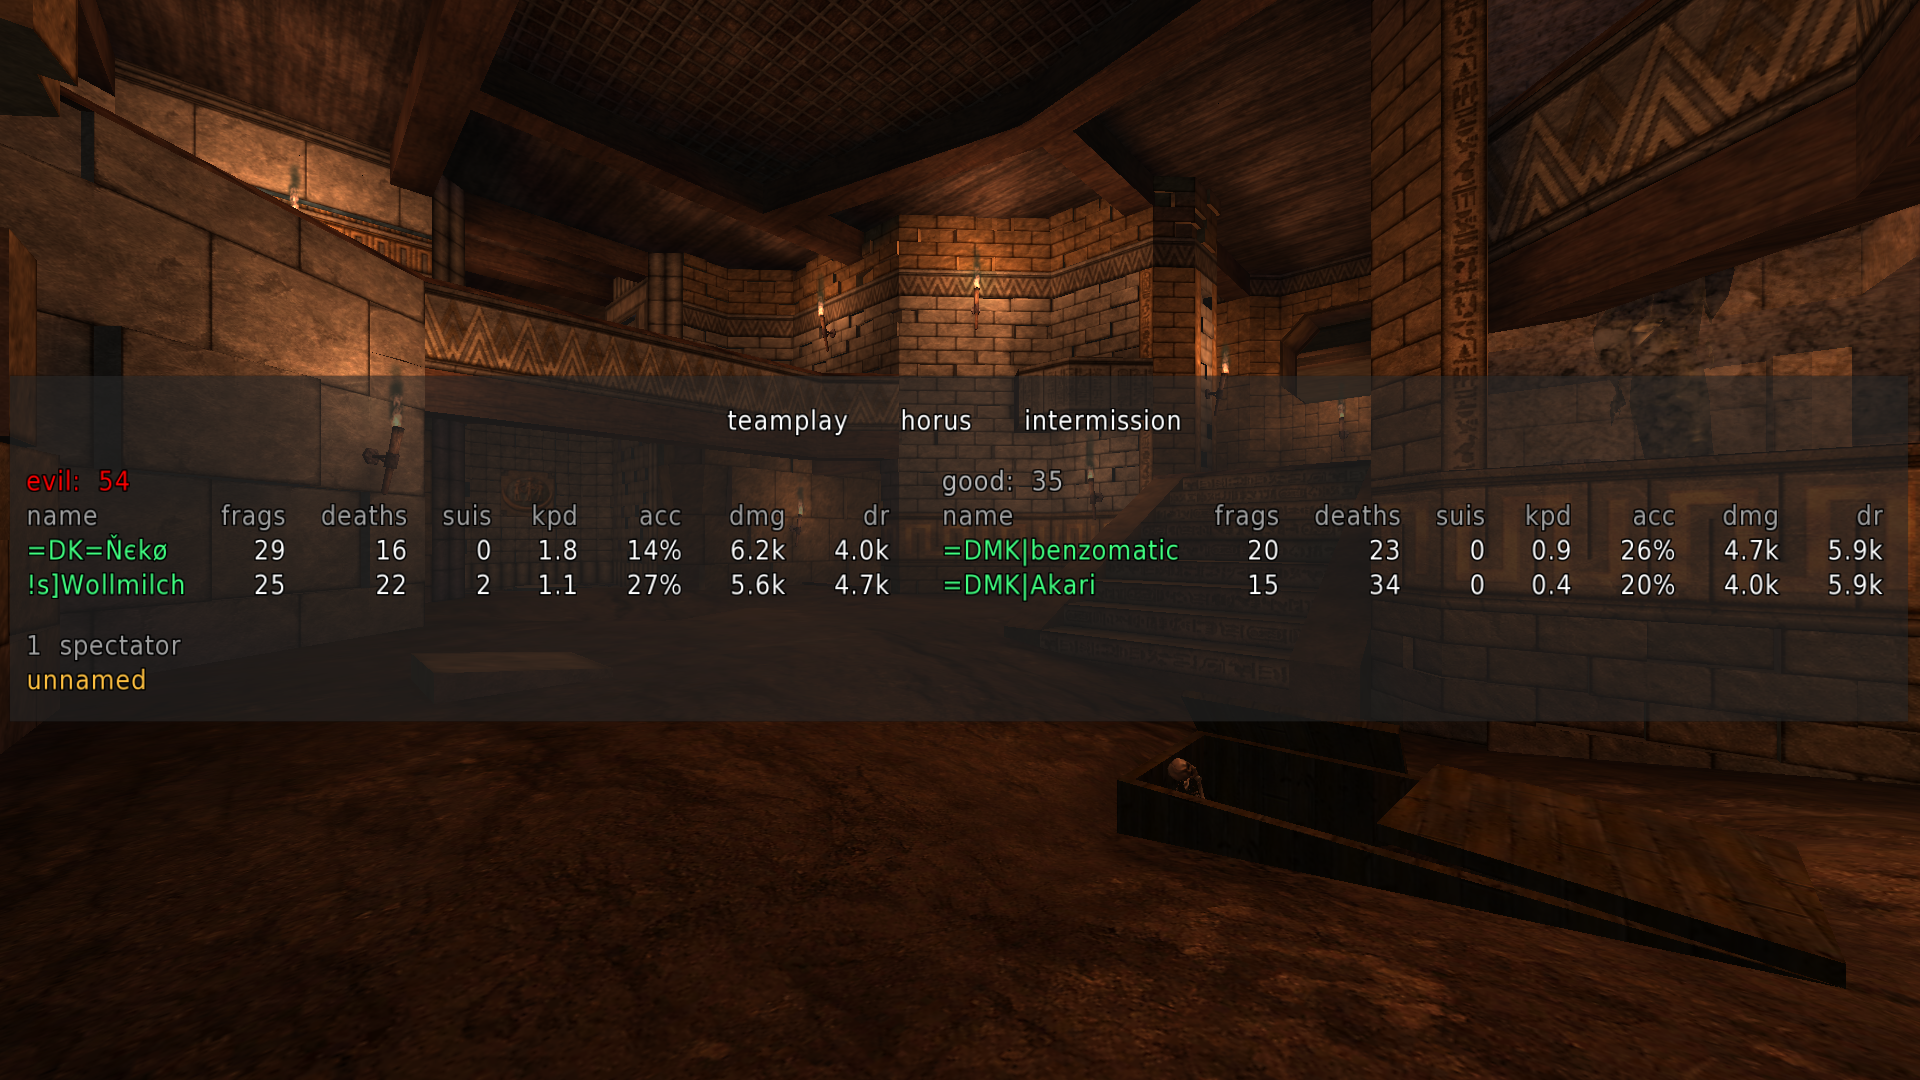 teamplay horus intermission
evil: 54
name frags deaths suis kpd acc dmg dr
=DK=Ňєkø 29 16 0 1.8 14% 6.2k 4.0k
!s]Wollmilch 25 22 2 1.1 27% 5.6k 4.7k
1 spectator
unnamed
good: 35
name frags deaths suis kpd acc dmg dr
=DMK|benzomatic 20 23 0 0.9 26% 4.7k 5.9k
=DMK|Akari 15 34 0 0.4 20% 4.0k 5.9k